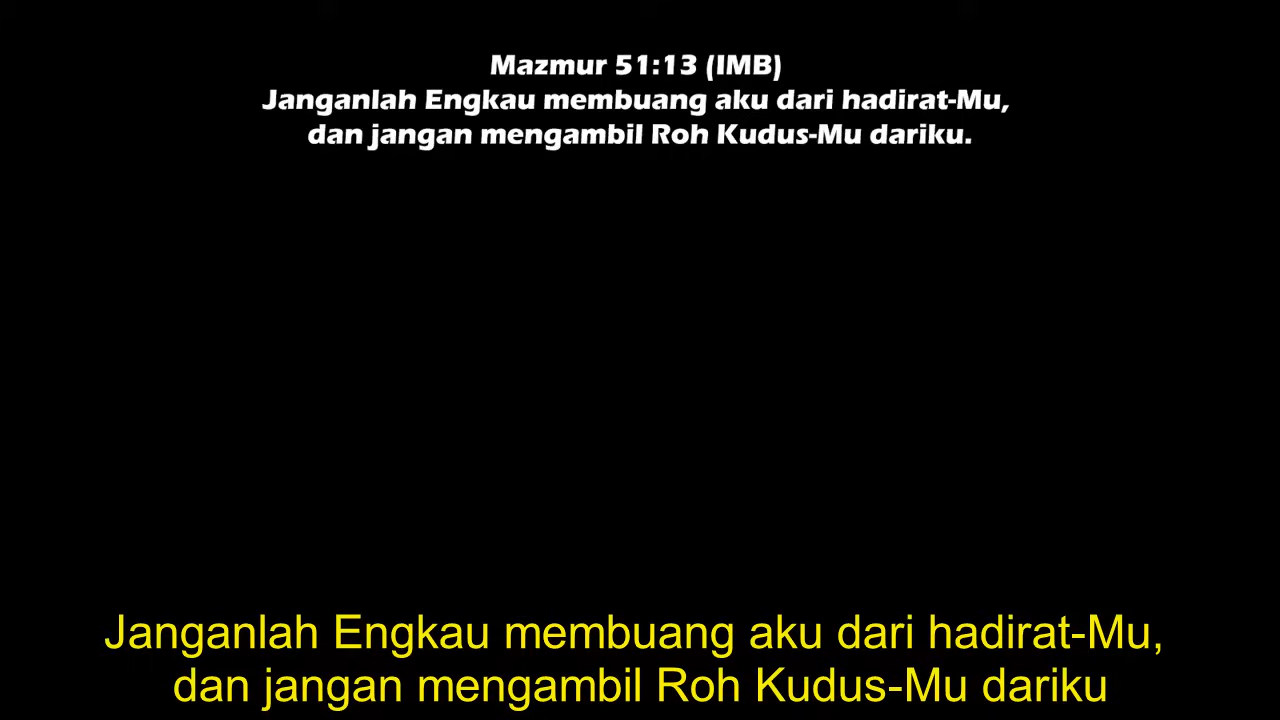 Mazmur 51:13 (IMB)
Janganlah Engkau membuang aku dari hadirat-Mu,
dan jangan mengambil Roh Kudus-Mu dariku.
Janganlah Engkau membuang aku dari hadirat-Mu,
dan jangan mengambil Roh Kudus-Mu dariku